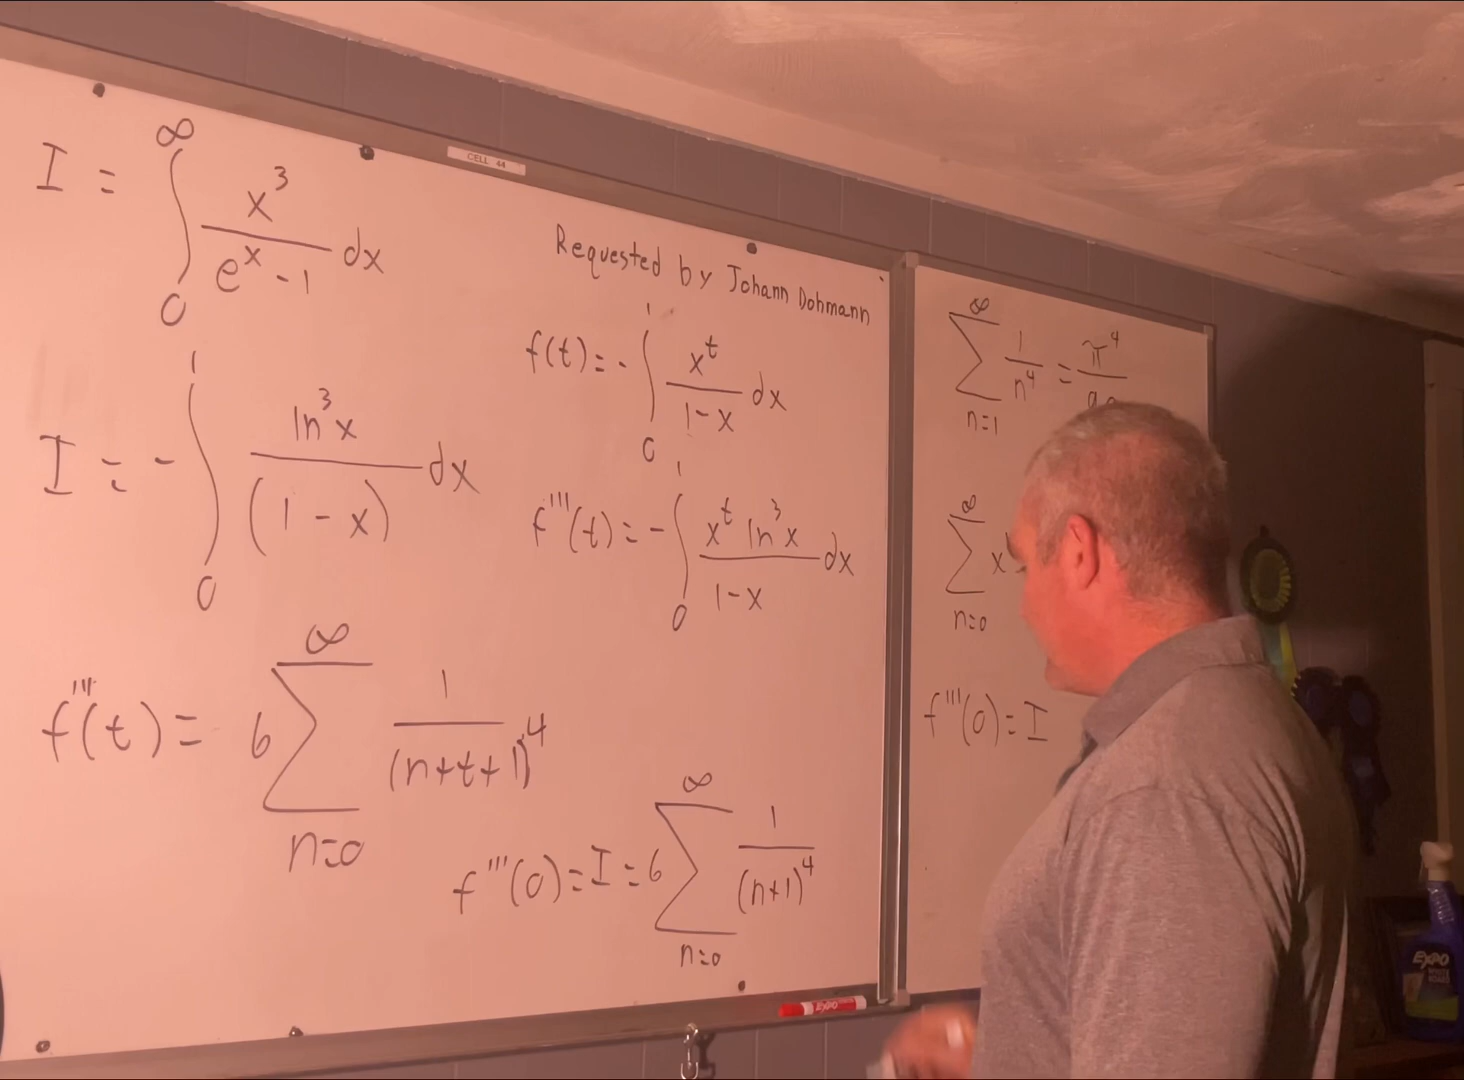 CELL 44
I = ∫₀^∞ x³/(eˣ - 1) dx
Requested by Johann Dohmann
f(t) = - ∫₀¹ xᵗ/(1-x) dx
I = - ∫₀¹ ln³x/(1 - x) dx
f'''(t) = - ∫₀¹ xᵗ ln³x/(1-x) dx
f'''(t) = 6 ∑_{n=0}^∞ 1/(n+t+1)⁴
f'''(0) = I = 6 ∑_{n=0}^∞ 1/(n+1)⁴
∑_{n=1}^∞ 1/n⁴ = π⁴/
∑_{n=0}^∞ x
f'''(0) = I
EXPO
EXPO